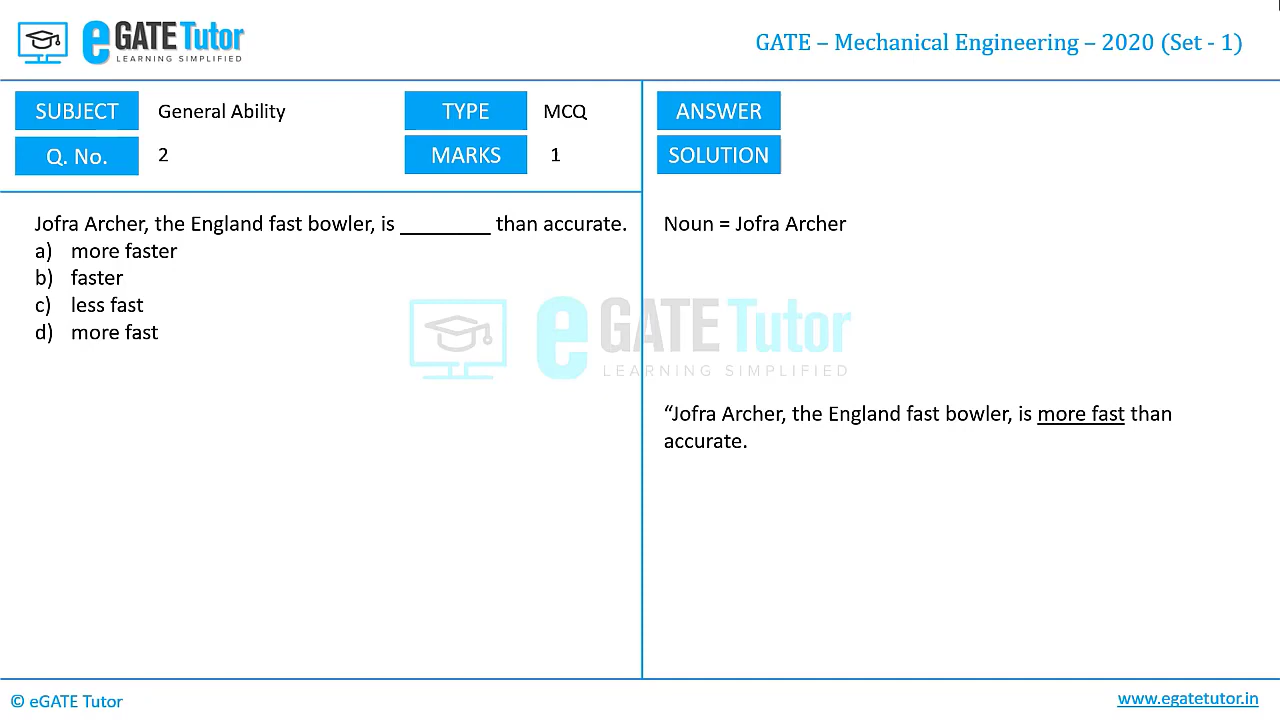 eGATE Tutor
LEARNING SIMPLIFIED
GATE – Mechanical Engineering – 2020 (Set - 1)
SUBJECT General Ability TYPE MCQ
Q. No. 2 MARKS 1
ANSWER
SOLUTION
Jofra Archer, the England fast bowler, is ________ than accurate.
a) more faster
b) faster
c) less fast
d) more fast
Noun = Jofra Archer
eGATE Tutor
LEARNING SIMPLIFIED
“Jofra Archer, the England fast bowler, is more fast than
accurate.
© eGATE Tutor
www.egatetutor.in